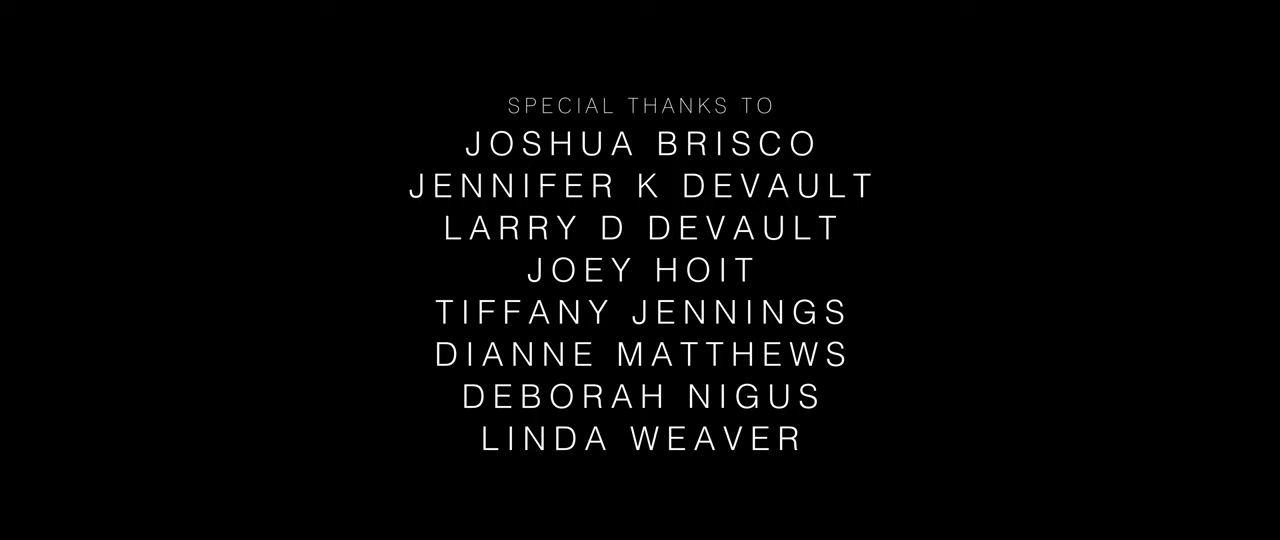 SPECIAL THANKS TO
JOSHUA BRISCO
JENNIFER K DEVAULT
LARRY D DEVAULT
JOEY HOIT
TIFFANY JENNINGS
DIANNE MATTHEWS
DEBORAH NIGUS
LINDA WEAVER